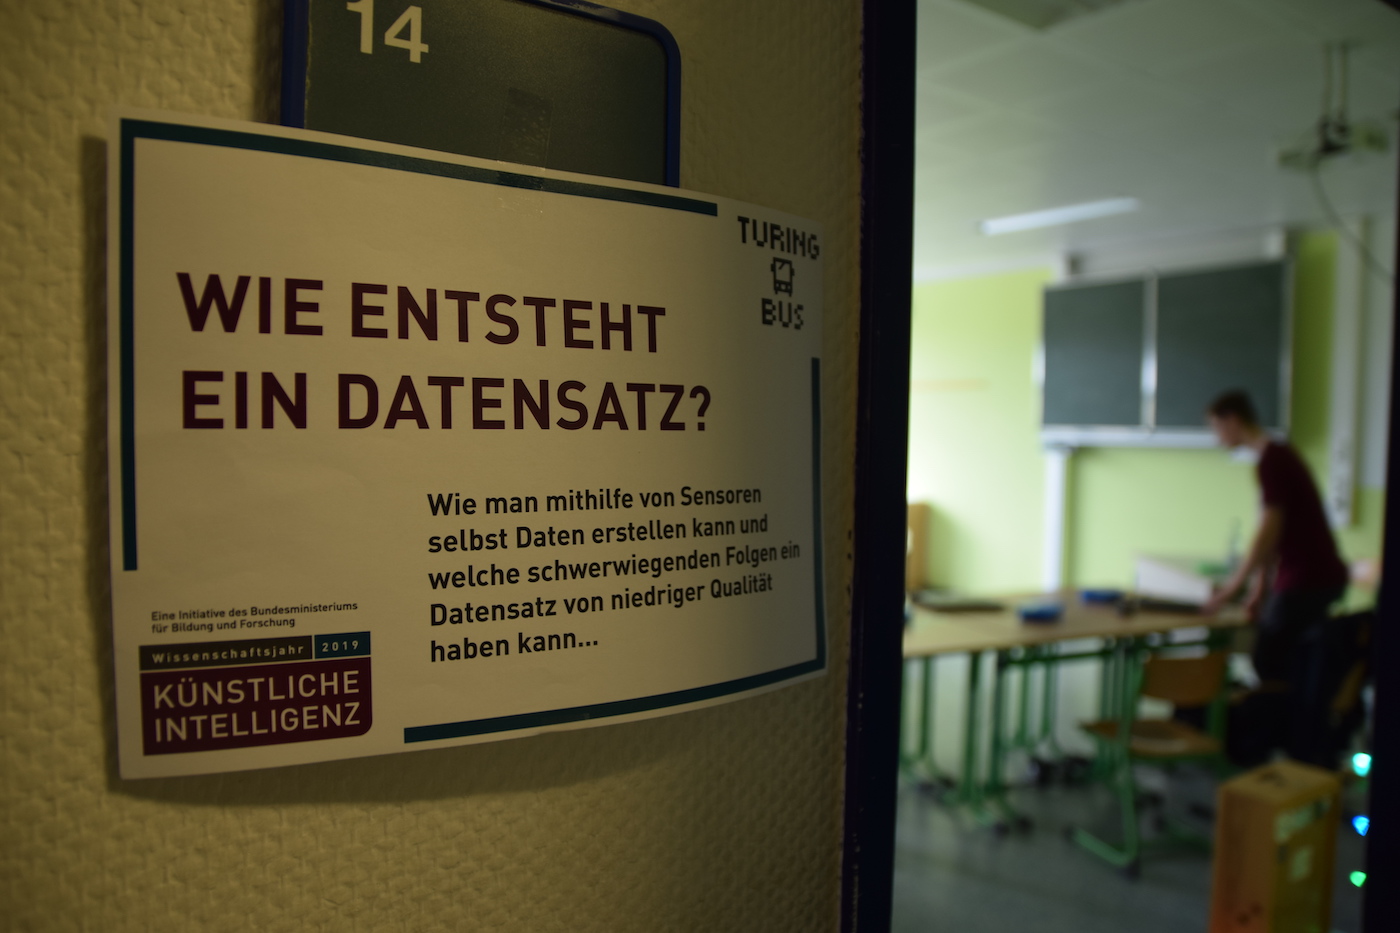 14
TURING
BUS
WIE ENTSTEHT
EIN DATENSATZ?
Wie man mithilfe von Sensoren
selbst Daten erstellen kann und
welche schwerwiegenden Folgen ein
Datensatz von niedriger Qualität
haben kann...
Eine Initiative des Bundesministeriums
für Bildung und Forschung
Wissenschaftsjahr 2019
KÜNSTLICHE
INTELLIGENZ